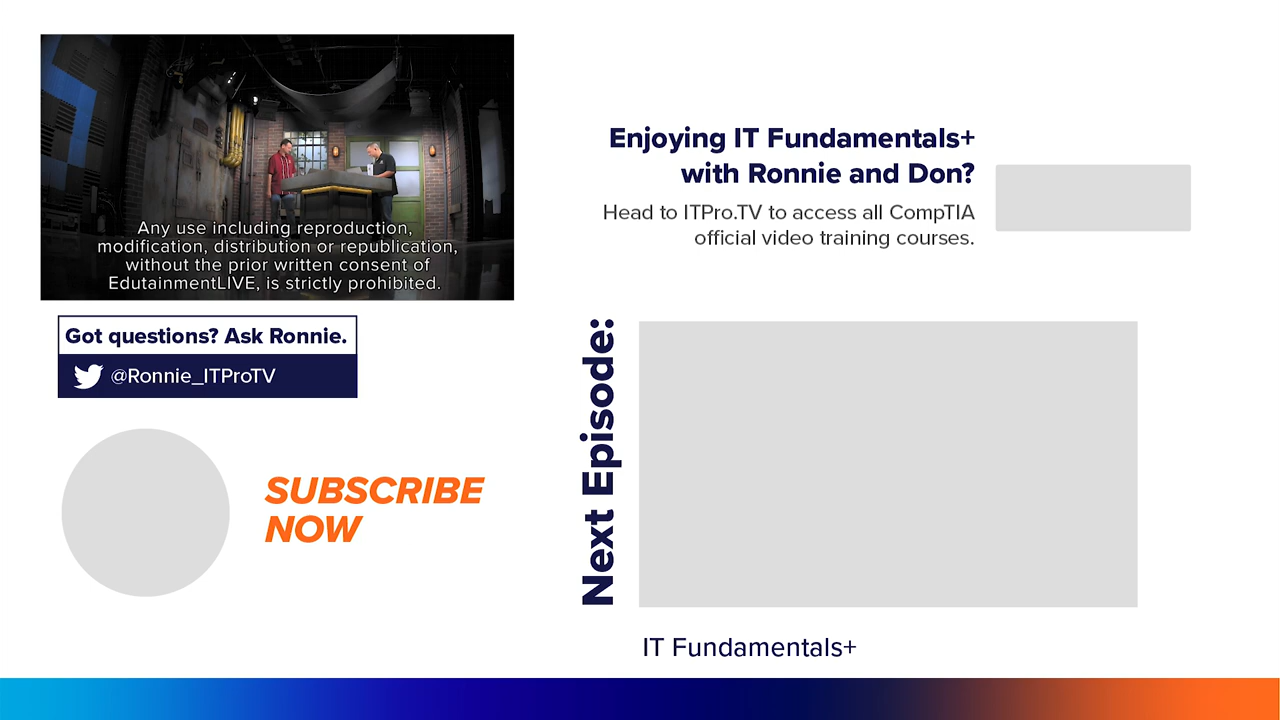 Any use including reproduction,
modification, distribution or republication,
without the prior written consent of
EdutainmentLIVE, is strictly prohibited.
Got questions? Ask Ronnie.
@Ronnie_ITProTV
SUBSCRIBE
NOW
Enjoying IT Fundamentals+
with Ronnie and Don?
Head to ITPro.TV to access all CompTIA
official video training courses.
Next Episode:
IT Fundamentals+